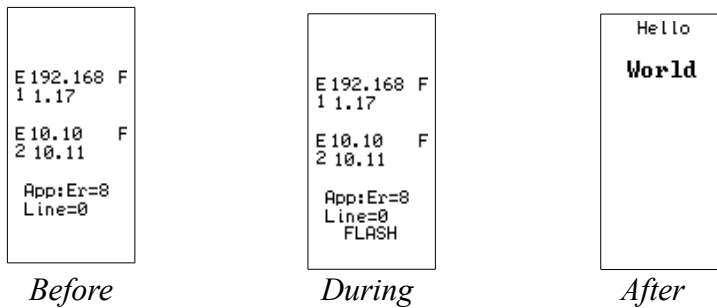 E 192.168 F
1 1.17
E 10.10 F
2 10.11
App:Er=8
Line=0
Before
E 192.168 F
1 1.17
E 10.10 F
2 10.11
App:Er=8
Line=0
FLASH
During
Hello
World
After